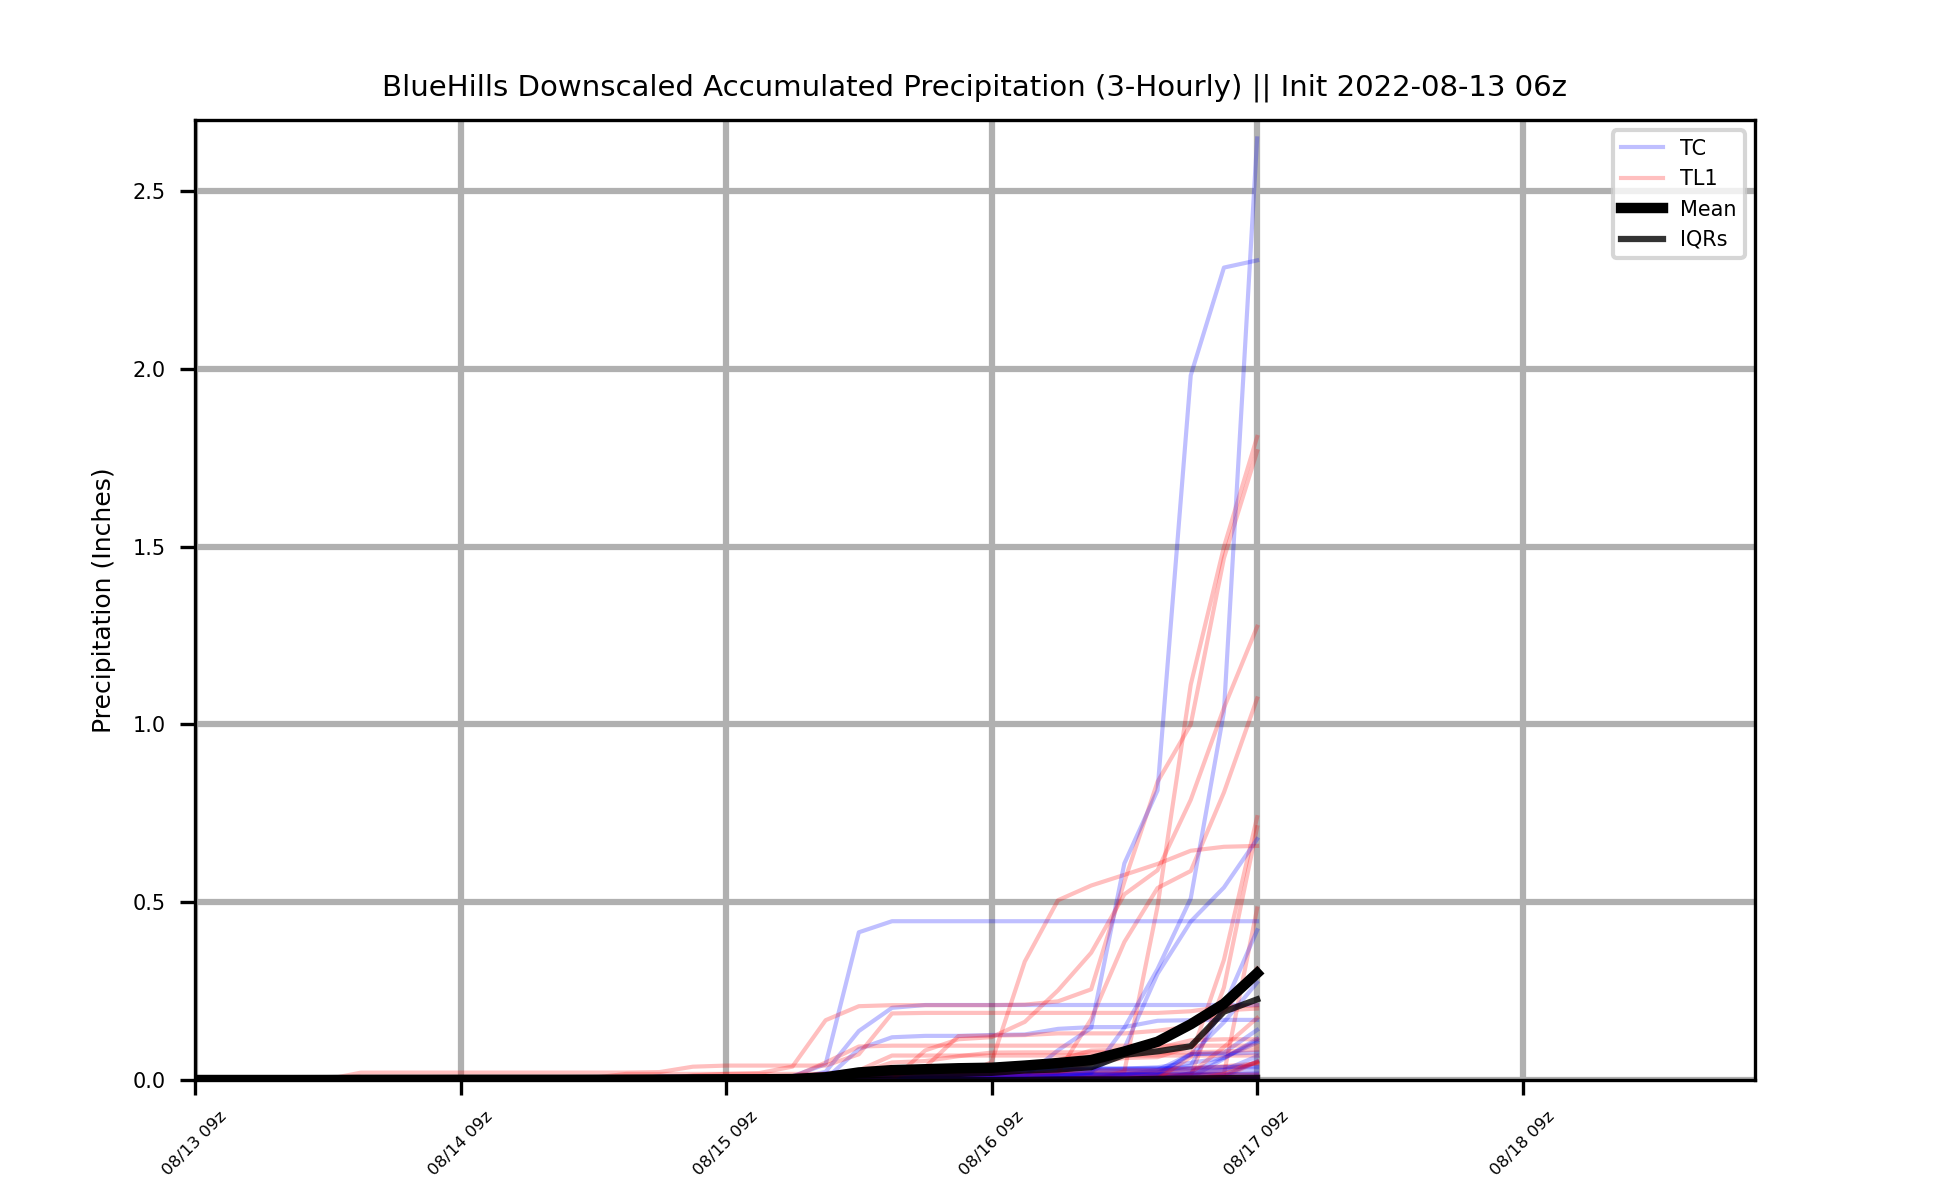 BlueHills Downscaled Accumulated Precipitation (3-Hourly) || Init 2022-08-13 06z
TC
TL1
Mean
IQRs
Precipitation (Inches)
2.5
2.0
1.5
1.0
0.5
0.0
08/13 09z
08/14 09z
08/15 09z
08/16 09z
08/17 09z
08/18 09z